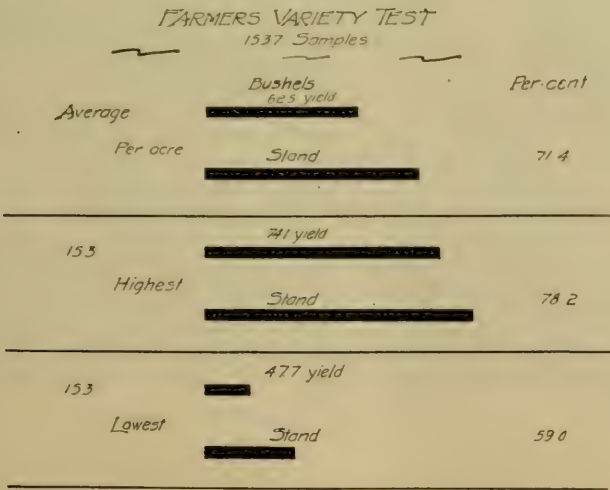 FARMERS VARIETY TEST
1537 Samples
Bushels Per-cent
62.5 yield
Average
Per acre Stand 71.4
74.1 yield
153
Highest
Stand 78.2
47.7 yield
153
Lowest
Stand 59.0